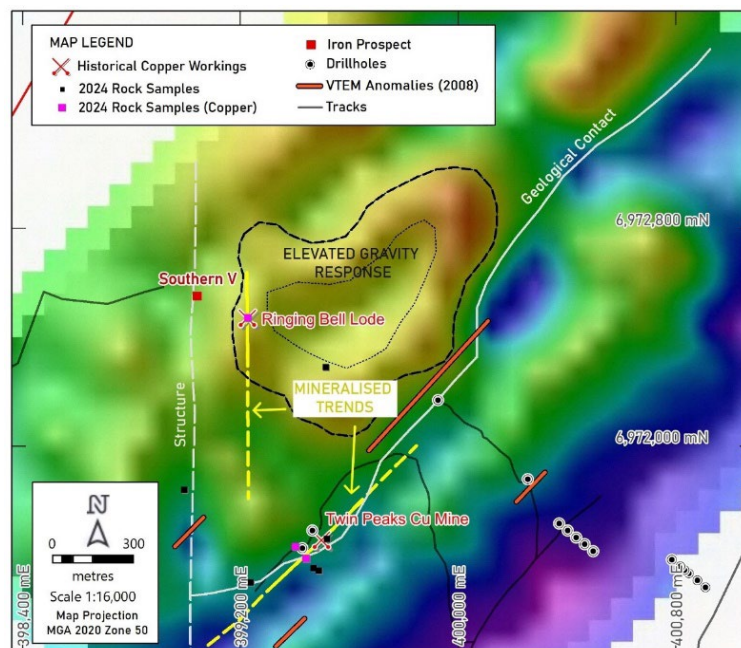 MAP LEGEND
Historical Copper Workings
2024 Rock Samples
2024 Rock Samples (Copper)
Iron Prospect
Drillholes
VTEM Anomalies (2008)
Tracks
Geological Contact
6,972,800 mN
ELEVATED GRAVITY
RESPONSE
Southern V
Ringing Bell Lode
MINERALISED
TRENDS
Structure
6,972,000 mN
Twin Peaks Cu Mine
N
0
300
metres
Scale 1:16,000
Map Projection
MGA 2020 Zone 50
398,400 mE
399,200 mE
400,000 mE
400,800 mE